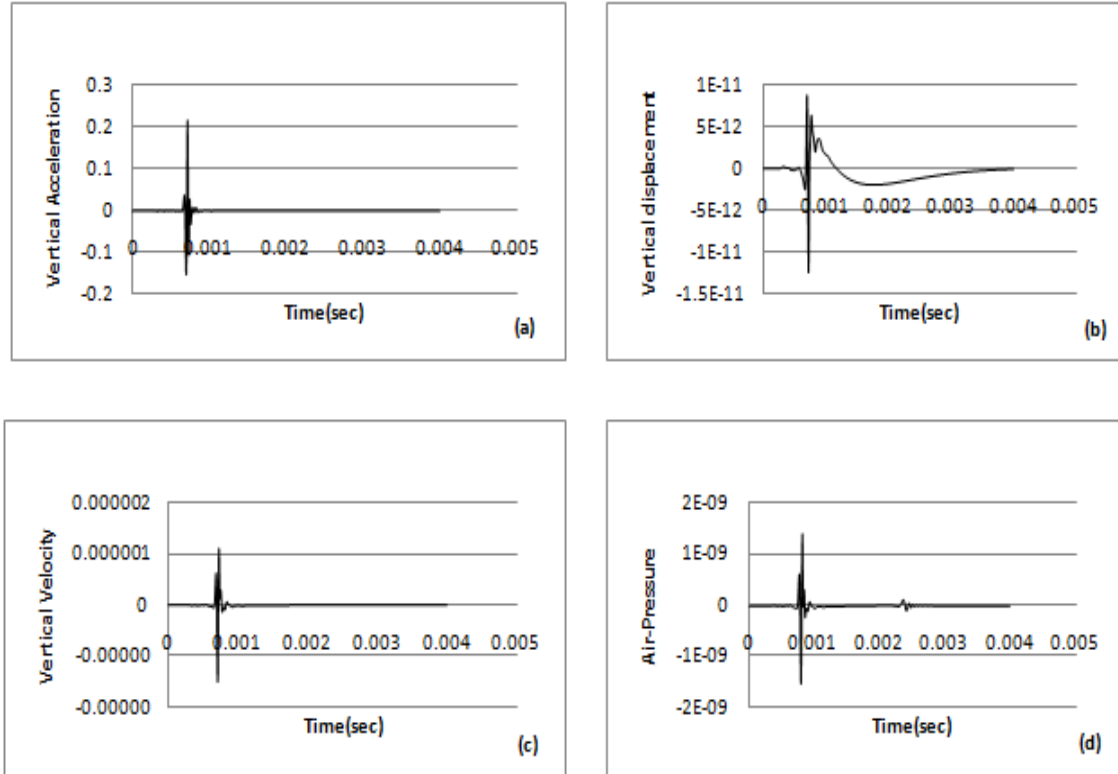 Vertical Acceleration
0.3
0.2
0.1
0
-0.1
-0.2
0 0.001 0.002 0.003 0.004 0.005
Time(sec)
(a)
Vertical displacement
1E-11
5E-12
0
-5E-12
-1E-11
-1.5E-11
0 0.001 0.002 0.003 0.004 0.005
Time(sec)
(b)
Vertical Velocity
0.000002
0.000001
0
-0.00000
-0.00000
0 0.001 0.002 0.003 0.004 0.005
Time(sec)
(c)
Air-Pressure
2E-09
1E-09
0
-1E-09
-2E-09
0 0.001 0.002 0.003 0.004 0.005
Time(sec)
(d)